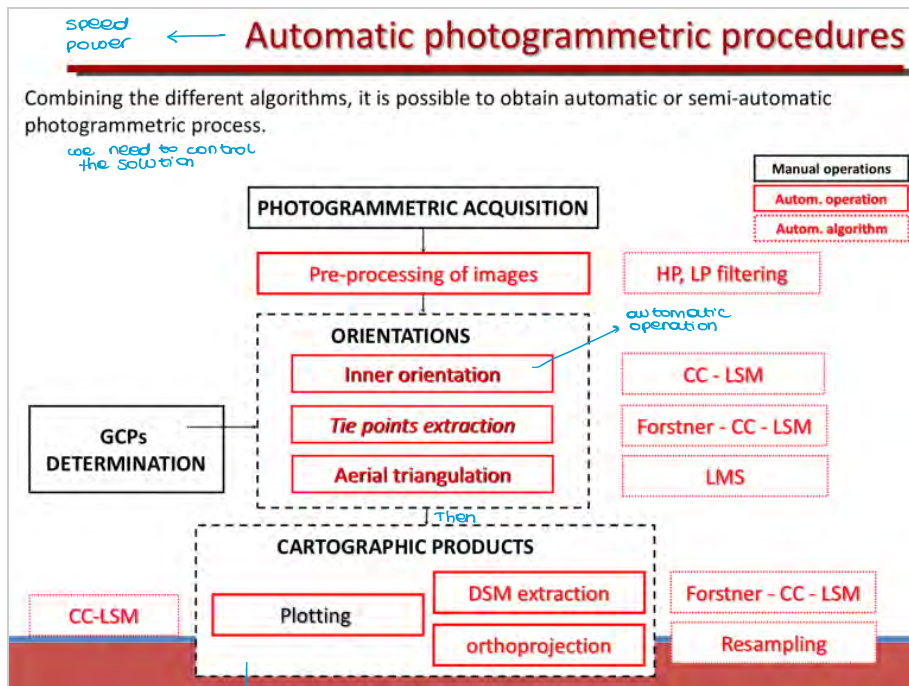 speed
power
Automatic photogrammetric procedures
Combining the different algorithms, it is possible to obtain automatic or semi-automatic
photogrammetric process.
we need to control
the solution
Manual operations
Autom. operation
Autom. algorithm
PHOTOGRAMMETRIC ACQUISITION
Pre-processing of images
HP, LP filtering
ORIENTATIONS
automatic
operation
Inner orientation
CC - LSM
GCPs
DETERMINATION
Tie points extraction
Forstner - CC - LSM
Aerial triangulation
LMS
Then
CARTOGRAPHIC PRODUCTS
CC-LSM
Plotting
DSM extraction
Forstner - CC - LSM
orthoprojection
Resampling